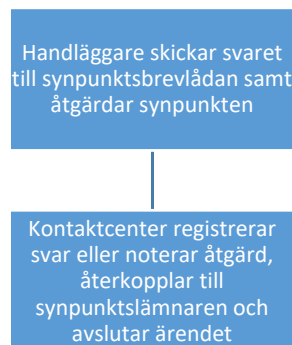 Handläggare skickar svaret
till synpunktsbrevlådan samt
åtgärdar synpunkten
Kontaktcenter registrerar
svar eller noterar åtgärd,
återkopplar till
synpunktslämnaren och
avslutar ärendet